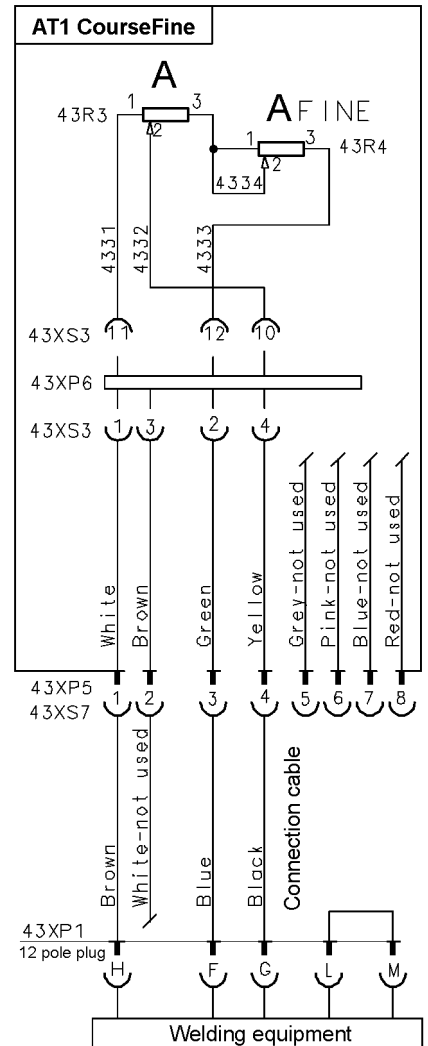 AT1 CourseFine
A
1 3
43R3
2
A FINE
1 3
43R4
2
4334
4331
4332
4333
43XS3 11 12 10
43XP6
43XS3 1 3 2 4
White
Brown
Green
Yellow
Grey-not used
Pink-not used
Blue-not used
Red-not used
43XP5
43XS7 1 2 3 4 5 6 7 8
Brown
White-not used
Blue
Black
Connection cable
43XP1
12 pole plug
H F G L M
Welding equipment